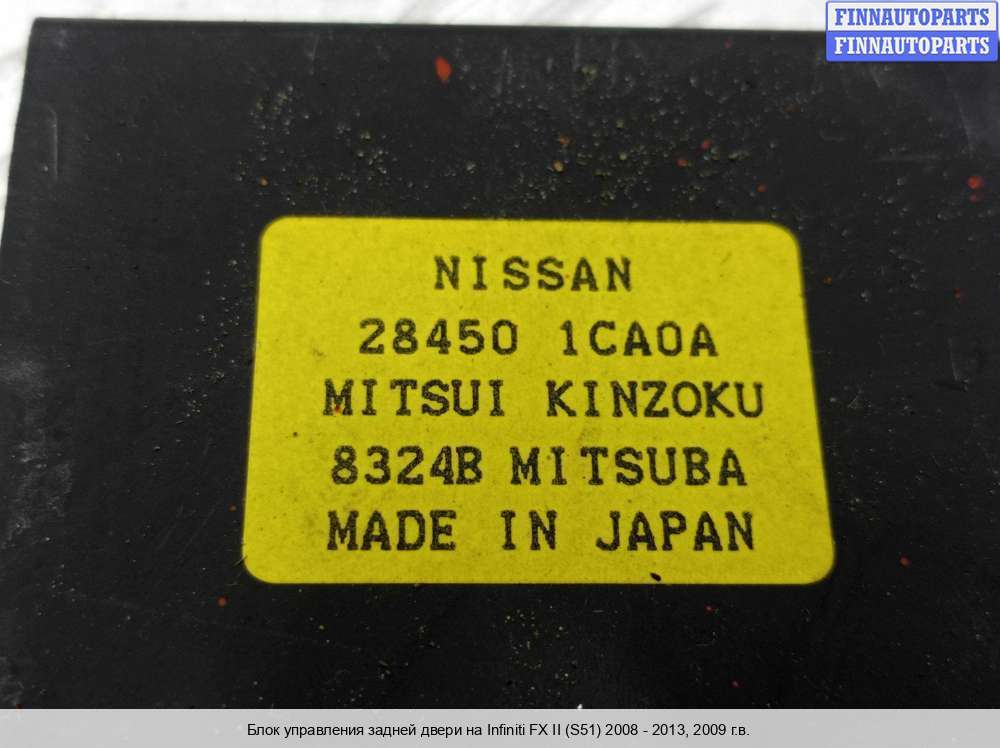 FINNAUTOPARTS
FINNAUTOPARTS
NISSAN
28450 1CA0A
MITSUI KINZOKU
8324B MITSUBA
MADE IN JAPAN
Блок управления задней двери на Infiniti FX II (S51) 2008 - 2013, 2009 г.в.